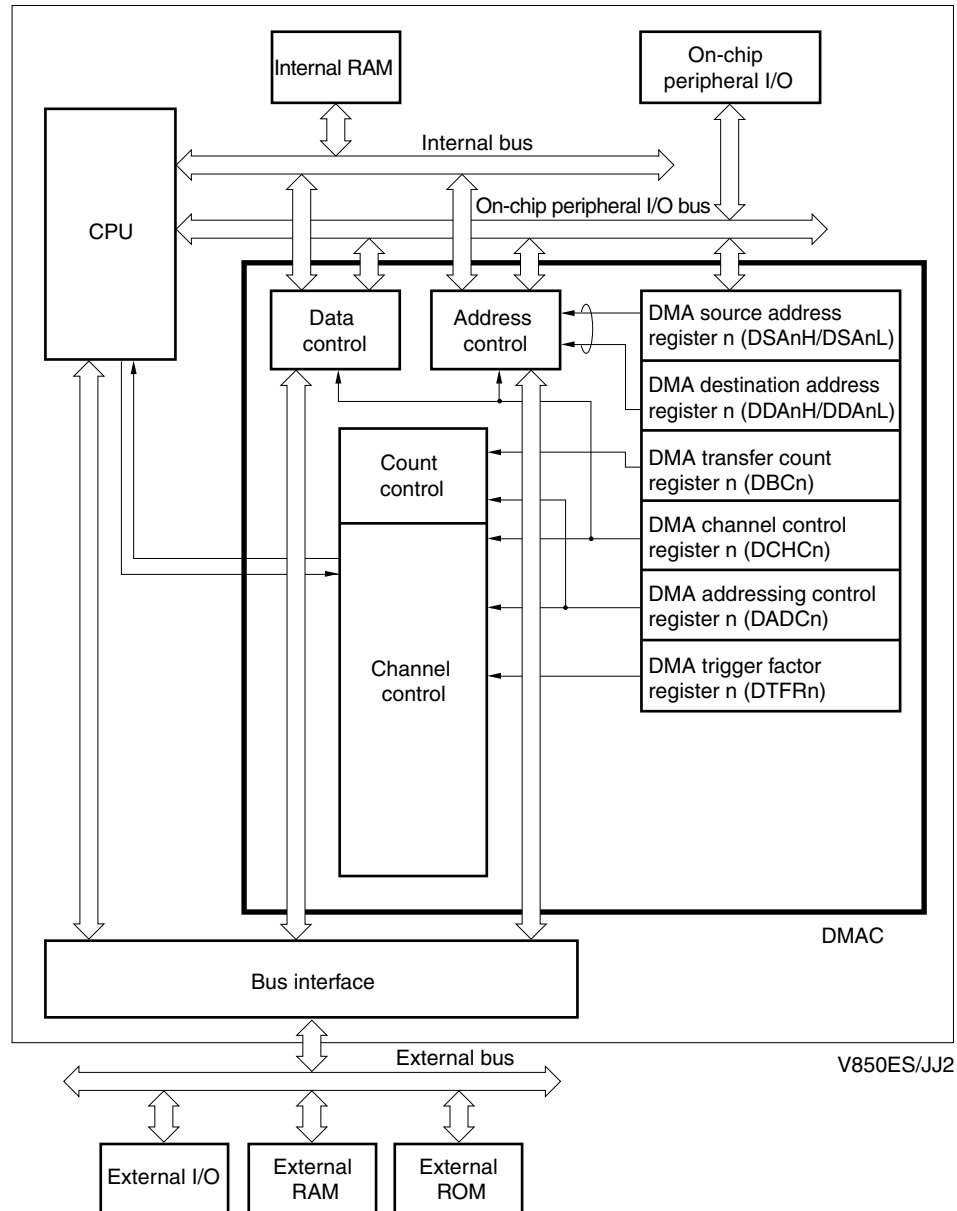 Internal RAM
On-chip
peripheral I/O
Internal bus
On-chip peripheral I/O bus
CPU
Data
control
Address
control
DMA source address
register n (DSAnH/DSAnL)
DMA destination address
register n (DDAnH/DDAnL)
Count
control
DMA transfer count
register n (DBCn)
DMA channel control
register n (DCHCn)
DMA addressing control
register n (DADCn)
Channel
control
DMA trigger factor
register n (DTFRn)
DMAC
Bus interface
External bus
V850ES/JJ2
External I/O
External
RAM
External
ROM